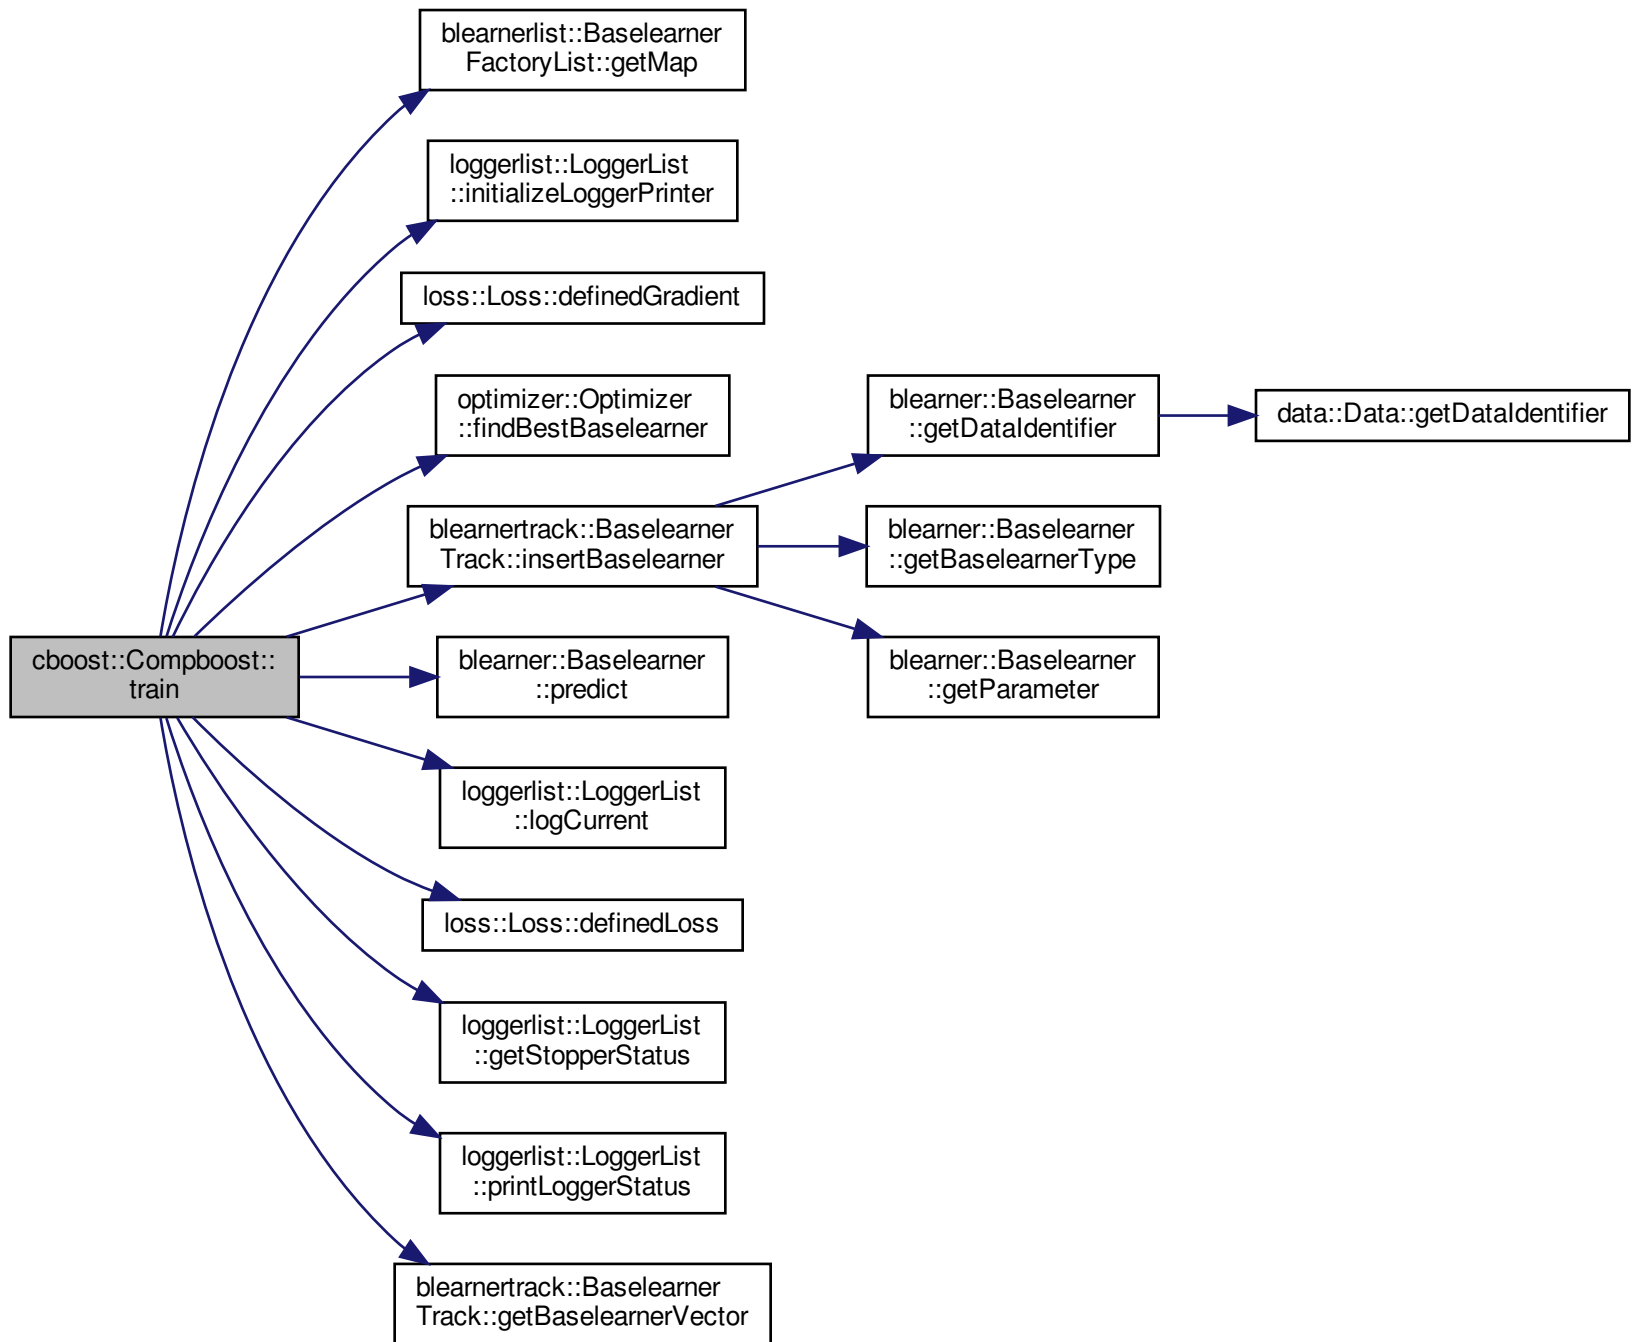 blearnerlist::Baselearner
FactoryList::getMap
loggerlist::LoggerList
::initializeLoggerPrinter
loss::Loss::definedGradient
optimizer::Optimizer
::findBestBaselearner
blearner::Baselearner
::getDataIdentifier
data::Data::getDataIdentifier
blearnertrack::Baselearner
Track::insertBaselearner
blearner::Baselearner
::getBaselearnerType
cboost::Compboost::
train
blearner::Baselearner
::predict
blearner::Baselearner
::getParameter
loggerlist::LoggerList
::logCurrent
loss::Loss::definedLoss
loggerlist::LoggerList
::getStopperStatus
loggerlist::LoggerList
::printLoggerStatus
blearnertrack::Baselearner
Track::getBaselearnerVector